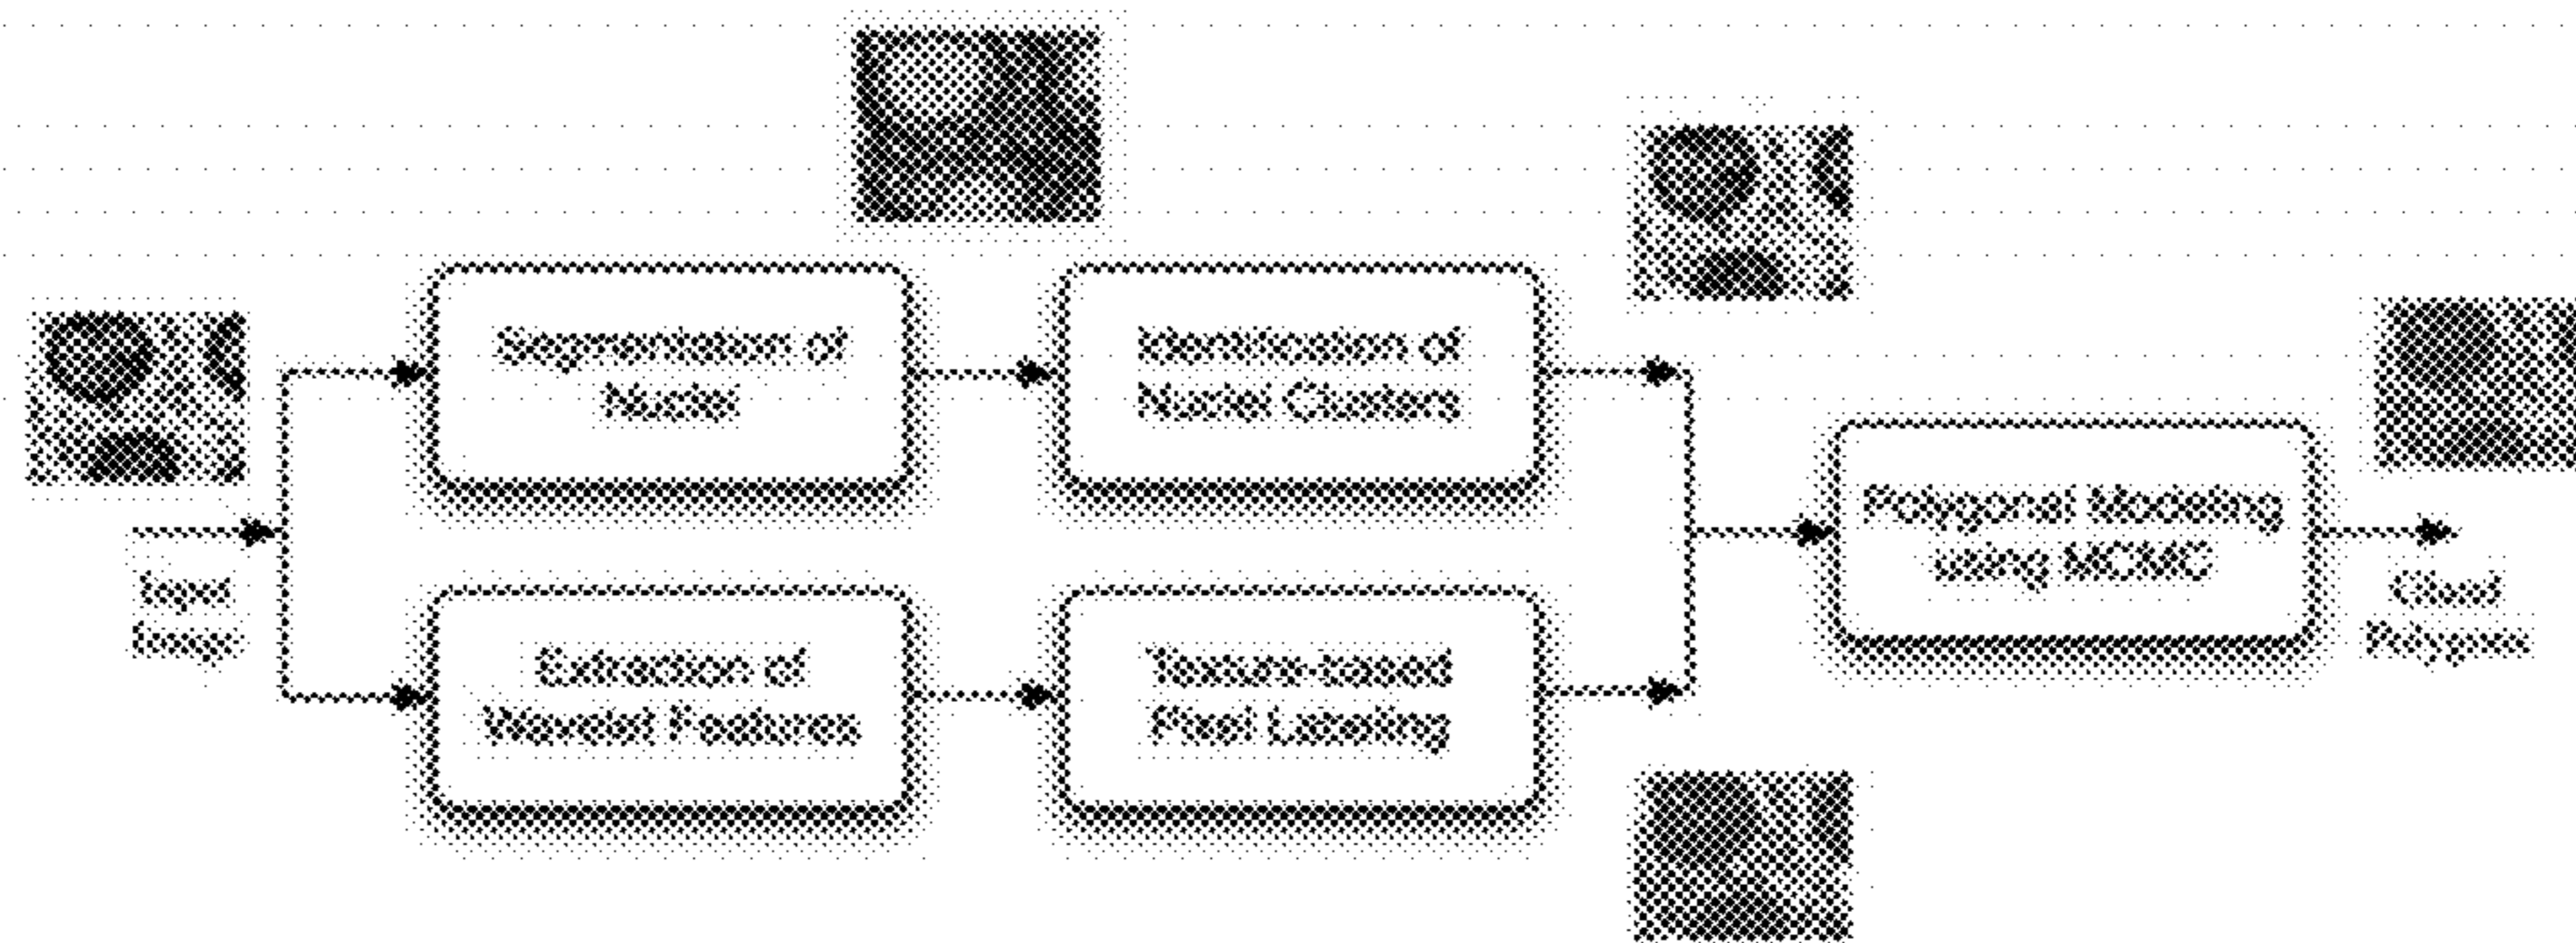 Segmentation of
Nuclei
Identification of
Nuclei Clusters
Input
Image
Extraction of
Features
Texture-based
Pixel Labeling
Polygonal Modeling
using MCMC
Gland
Polygons